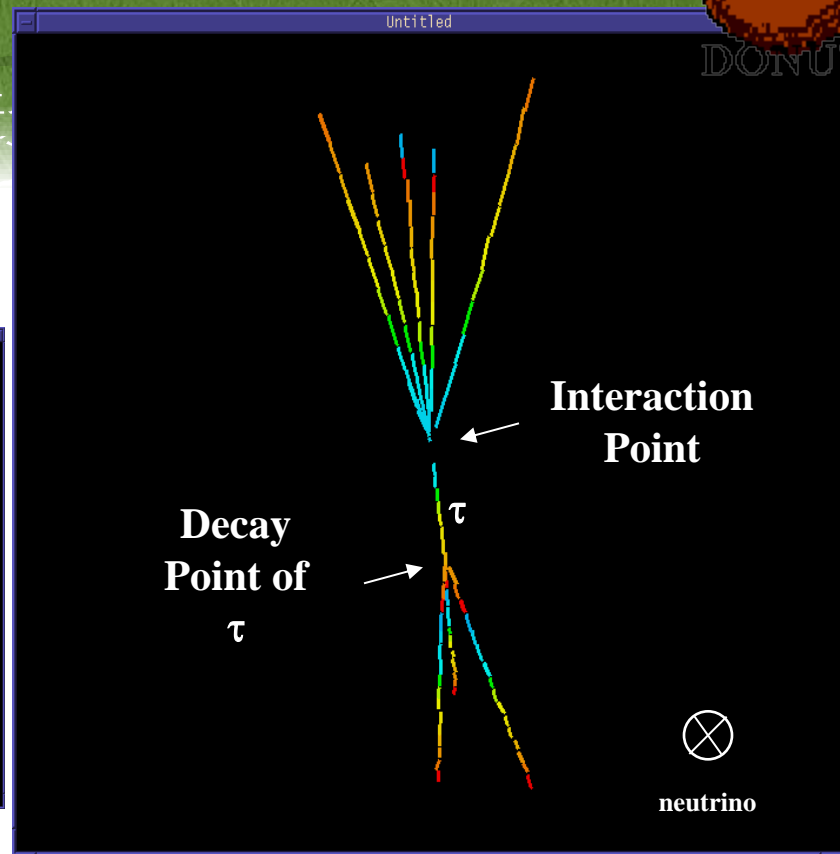 Untitled
DONU
Interaction
Point
τ
Decay
Point of
τ
neutrino